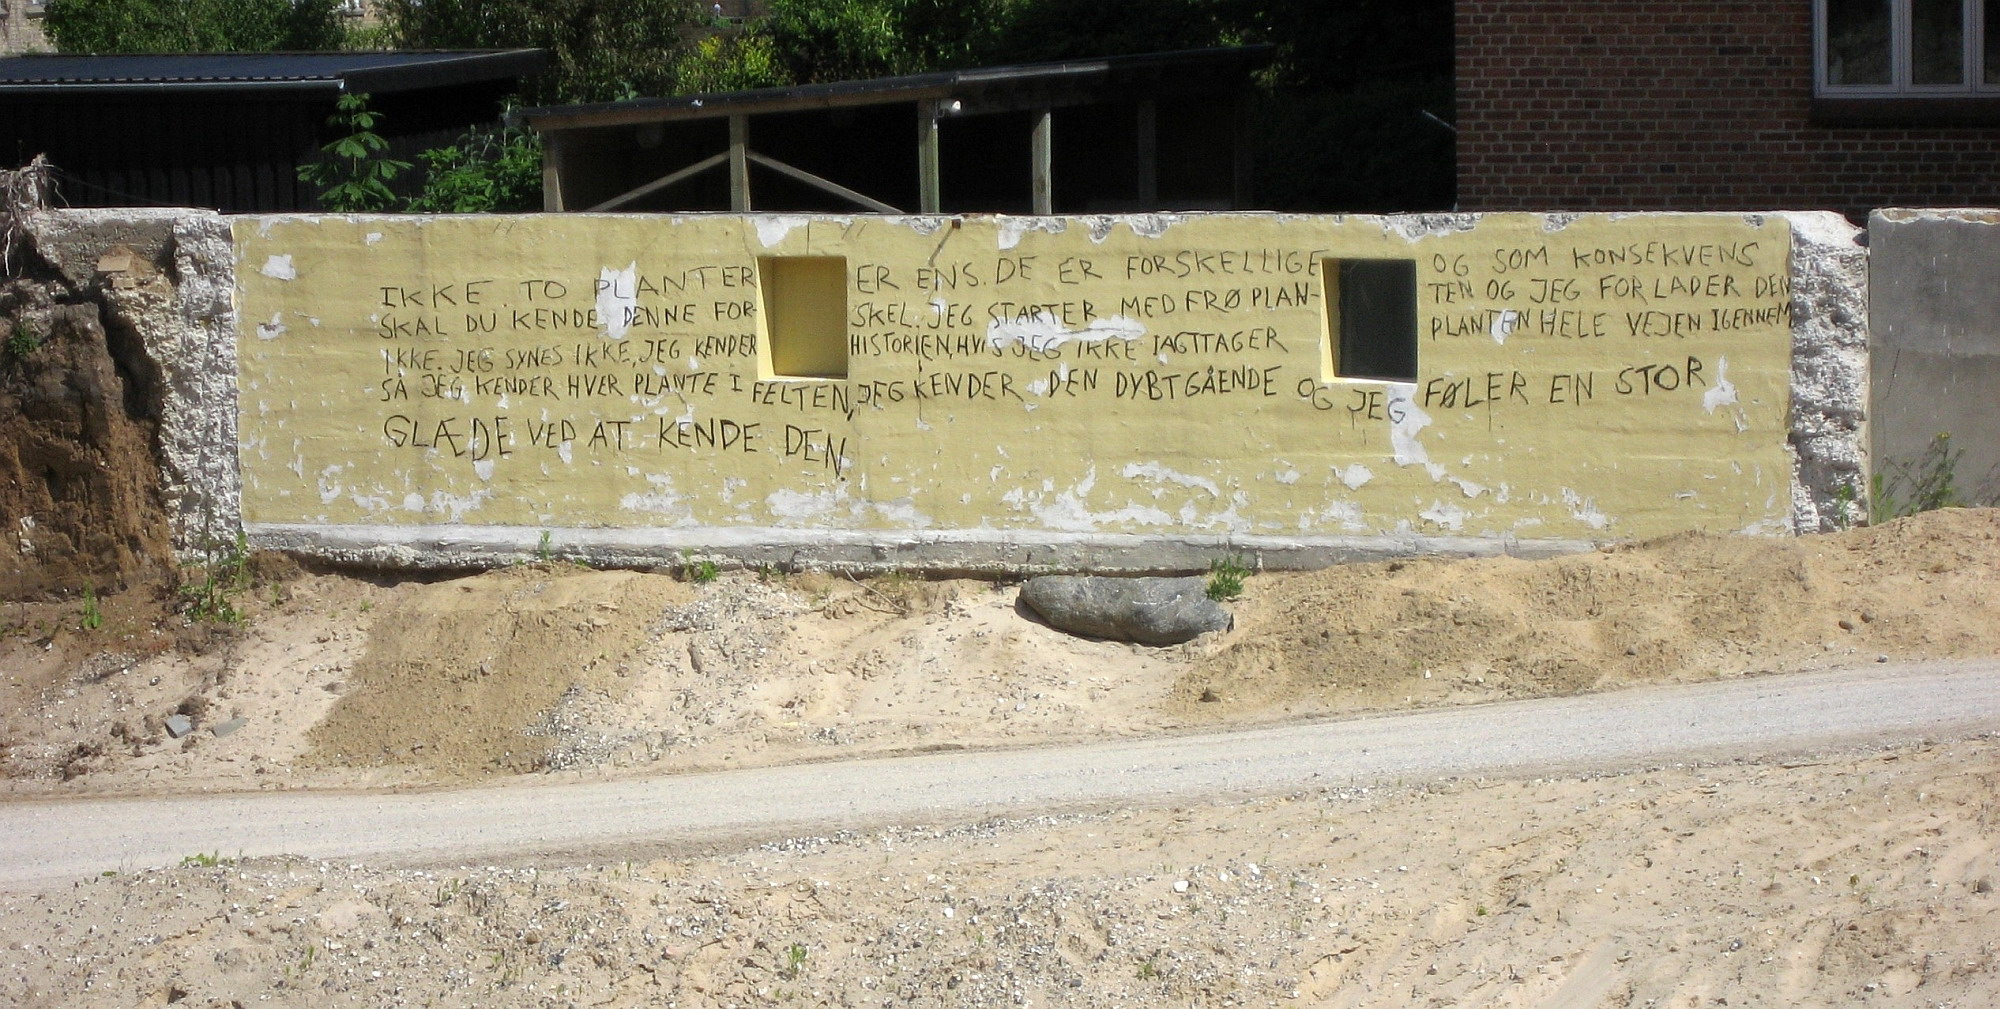 IKKE TO PLANTER ER ENS. DE ER FORSKELLIGE OG SOM KONSEKVENS
SKAL DU KENDE DENNE FOR- SKEL. JEG STARTER MED FRØPLAN- TEN OG JEG FORLADER DEN
IKKE. JEG SYNES IKKE, JEG KENDER HISTORIEN, HVIS JEG IKKE IAGTTAGER PLANTEN HELE VEJEN IGENNEM
SÅ JEG KENDER HVER PLANTE I FELTEN, JEG KENDER DEN DYBTGÅENDE OG JEG FØLER EN STOR
GLÆDE VED AT KENDE DEN.